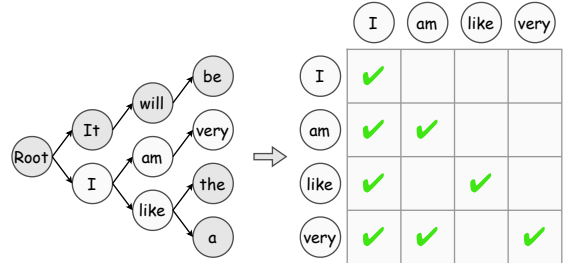 I am like very
be
will
It
very
am
Root
I
like
the
a
I
am
like
very